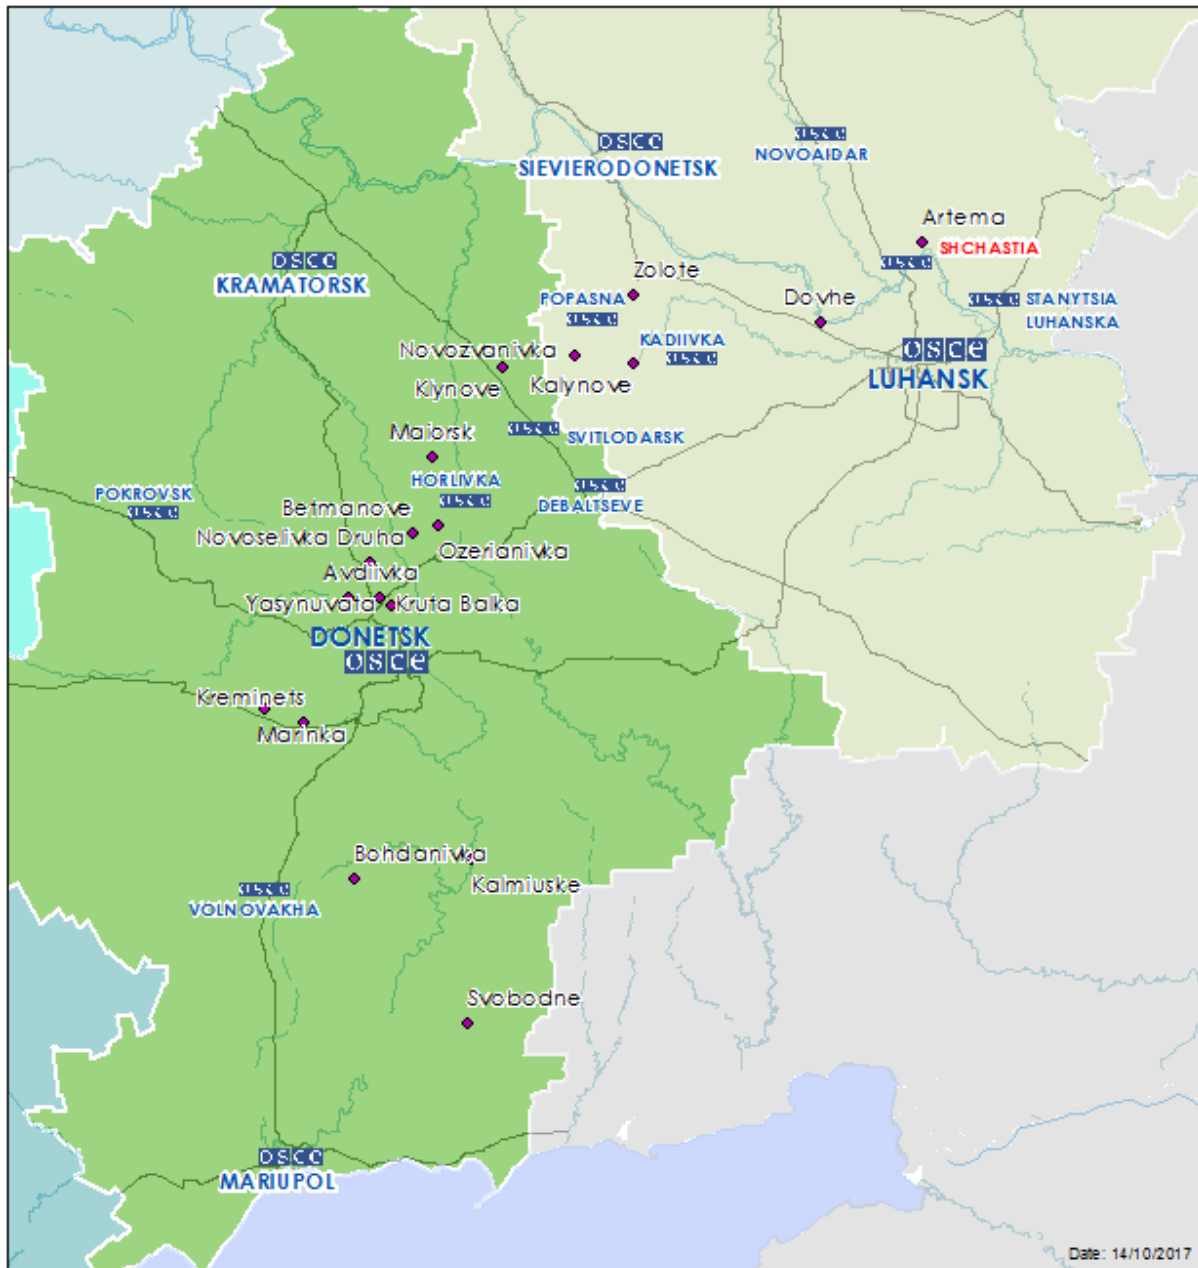 osce
SIEVIERODONETSK
osce
NOVOAIDAR
Artema
SHCHASTIA
osce
osce
KRAMATORSK
Zolote
POPASNA
osce
Dovhe
osce
STANYTSIA
LUHANSKA
KADIIVKA
osce
osce
LUHANSK
Novozvanivka
Klynove
Kalynove
Maiorsk
osce
SVITLODARSK
HORLIVKA
osce
osce
DEBALTSEVE
POKROVSK
osce
Betmanove
Novoselivka Druha
Ozerianivka
Avdiivka
Yasynuvata
Kruta Balka
DONETSK
osce
Kreminets
Marinka
Bohdanivka
Kalmiuske
osce
VOLNOVAKHA
Svobodne
osce
MARIUPOL
Date: 14/10/2017